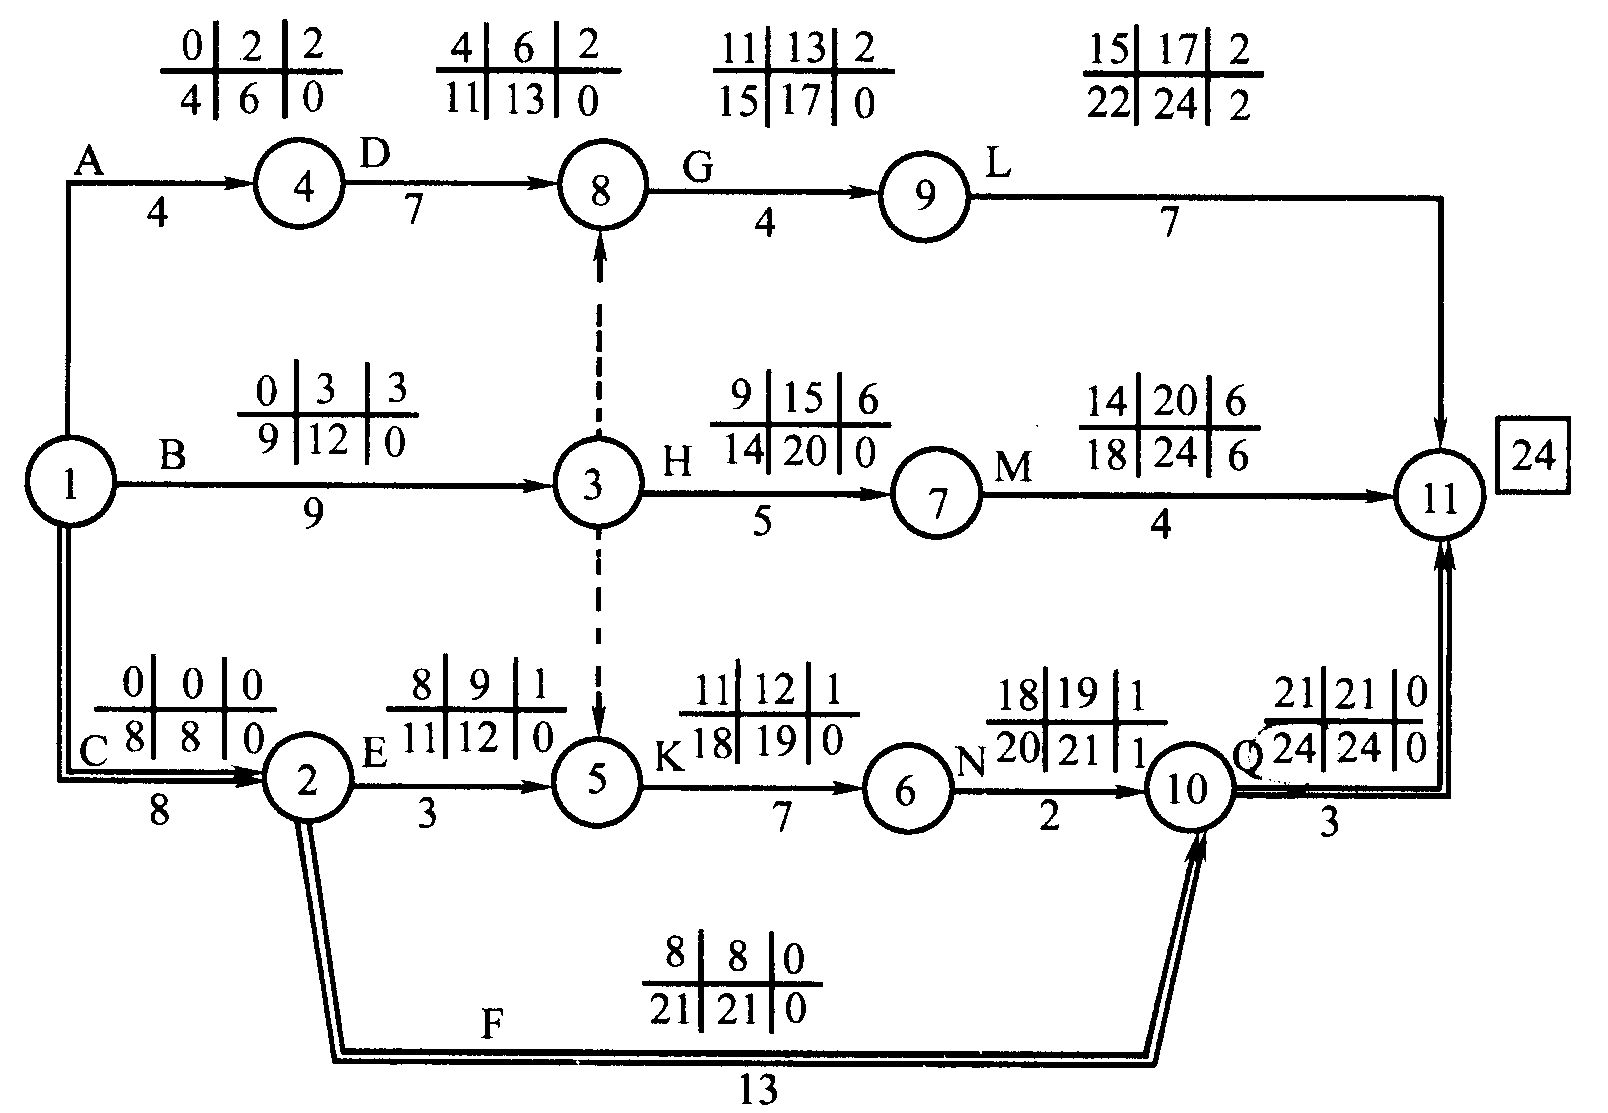 0 2 2 4 6 2 11 13 2 15 17 2
4 6 0 11 13 0 15 17 0 22 24 2
A 4 D 8 G 9 L
4 7 4 7
0 3 3 9 15 6 14 20 6
9 12 0 14 20 0 18 24 6 24
1 B 3 H 7 M 11
9 5 4
0 0 0 8 9 1 11 12 1 18 19 1 21 21 0
8 8 0 11 12 0 18 19 0 20 21 1 24 24 0
C 2 E 5 K 6 N 10 Q
8 3 7 2 3
8 8 0
21 21 0
F
13